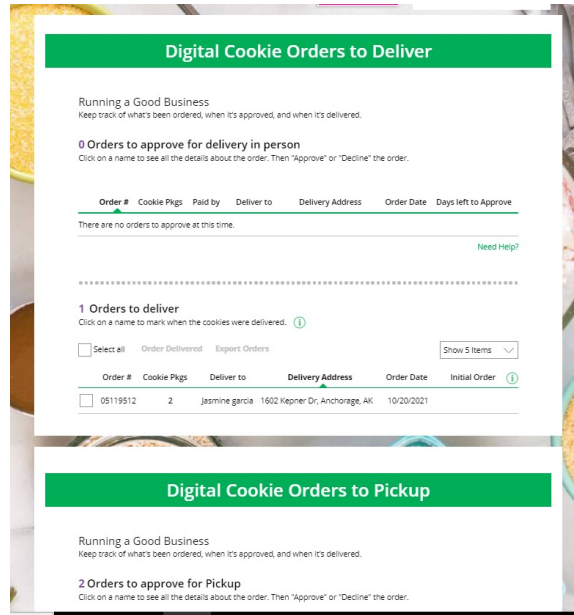 Digital Cookie Orders to Deliver
Running a Good Business
Keep track of what's been ordered, when it's approved, and when it's delivered.
0 Orders to approve for delivery in person
Click on a name to see all the details about the order. Then "Approve" or "Decline" the order.
Order # Cookie Pkgs Paid by Deliver to Delivery Address Order Date Days left to Approve
There are no orders to approve at this time.
Need Help?
1 Orders to deliver
Click on a name to mark when the cookies were delivered. i
Select all Order Delivered Export Orders Show 5 Items
Order # Cookie Pkgs Deliver to Delivery Address Order Date Initial Order i
05119512 2 Jasmine garcia 1602 Kepner Dr, Anchorage, AK 10/20/2021
Digital Cookie Orders to Pickup
Running a Good Business
Keep track of what's been ordered, when it's approved, and when it's delivered.
2 Orders to approve for Pickup
Click on a name to see all the details about the order. Then "Approve" or "Decline" the order.